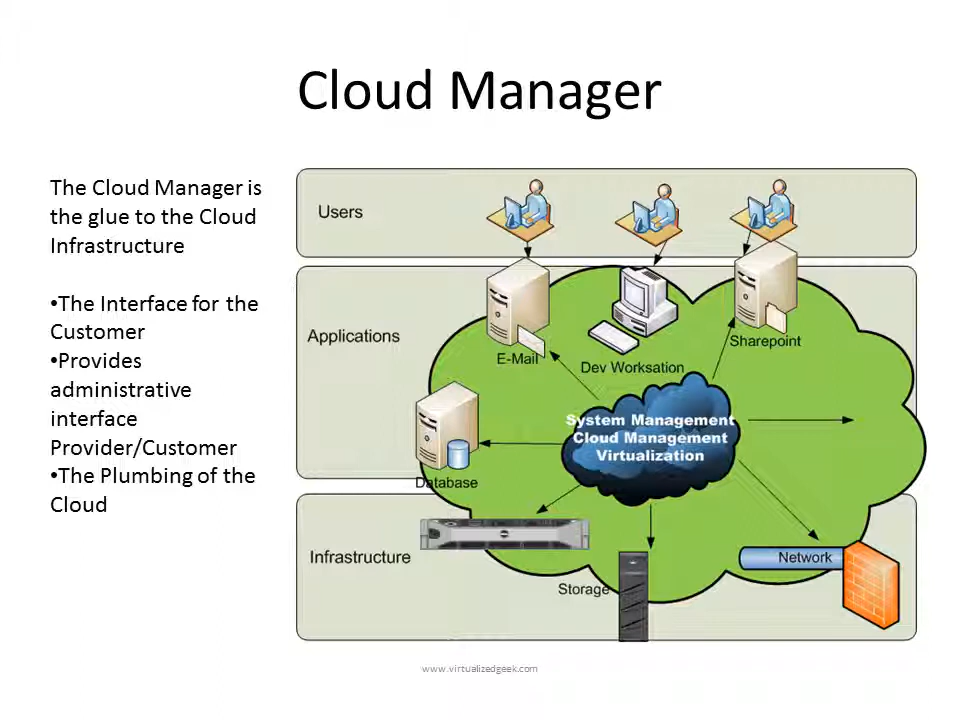 Cloud Manager
The Cloud Manager is
the glue to the Cloud
Infrastructure
•The Interface for the
Customer
•Provides
administrative
interface
Provider/Customer
•The Plumbing of the
Cloud
Users
Applications
E-Mail
Dev Worksation
Sharepoint
System Management
Cloud Management
Virtualization
Database
Infrastructure
Storage
Network
www.virtualizedgeek.com